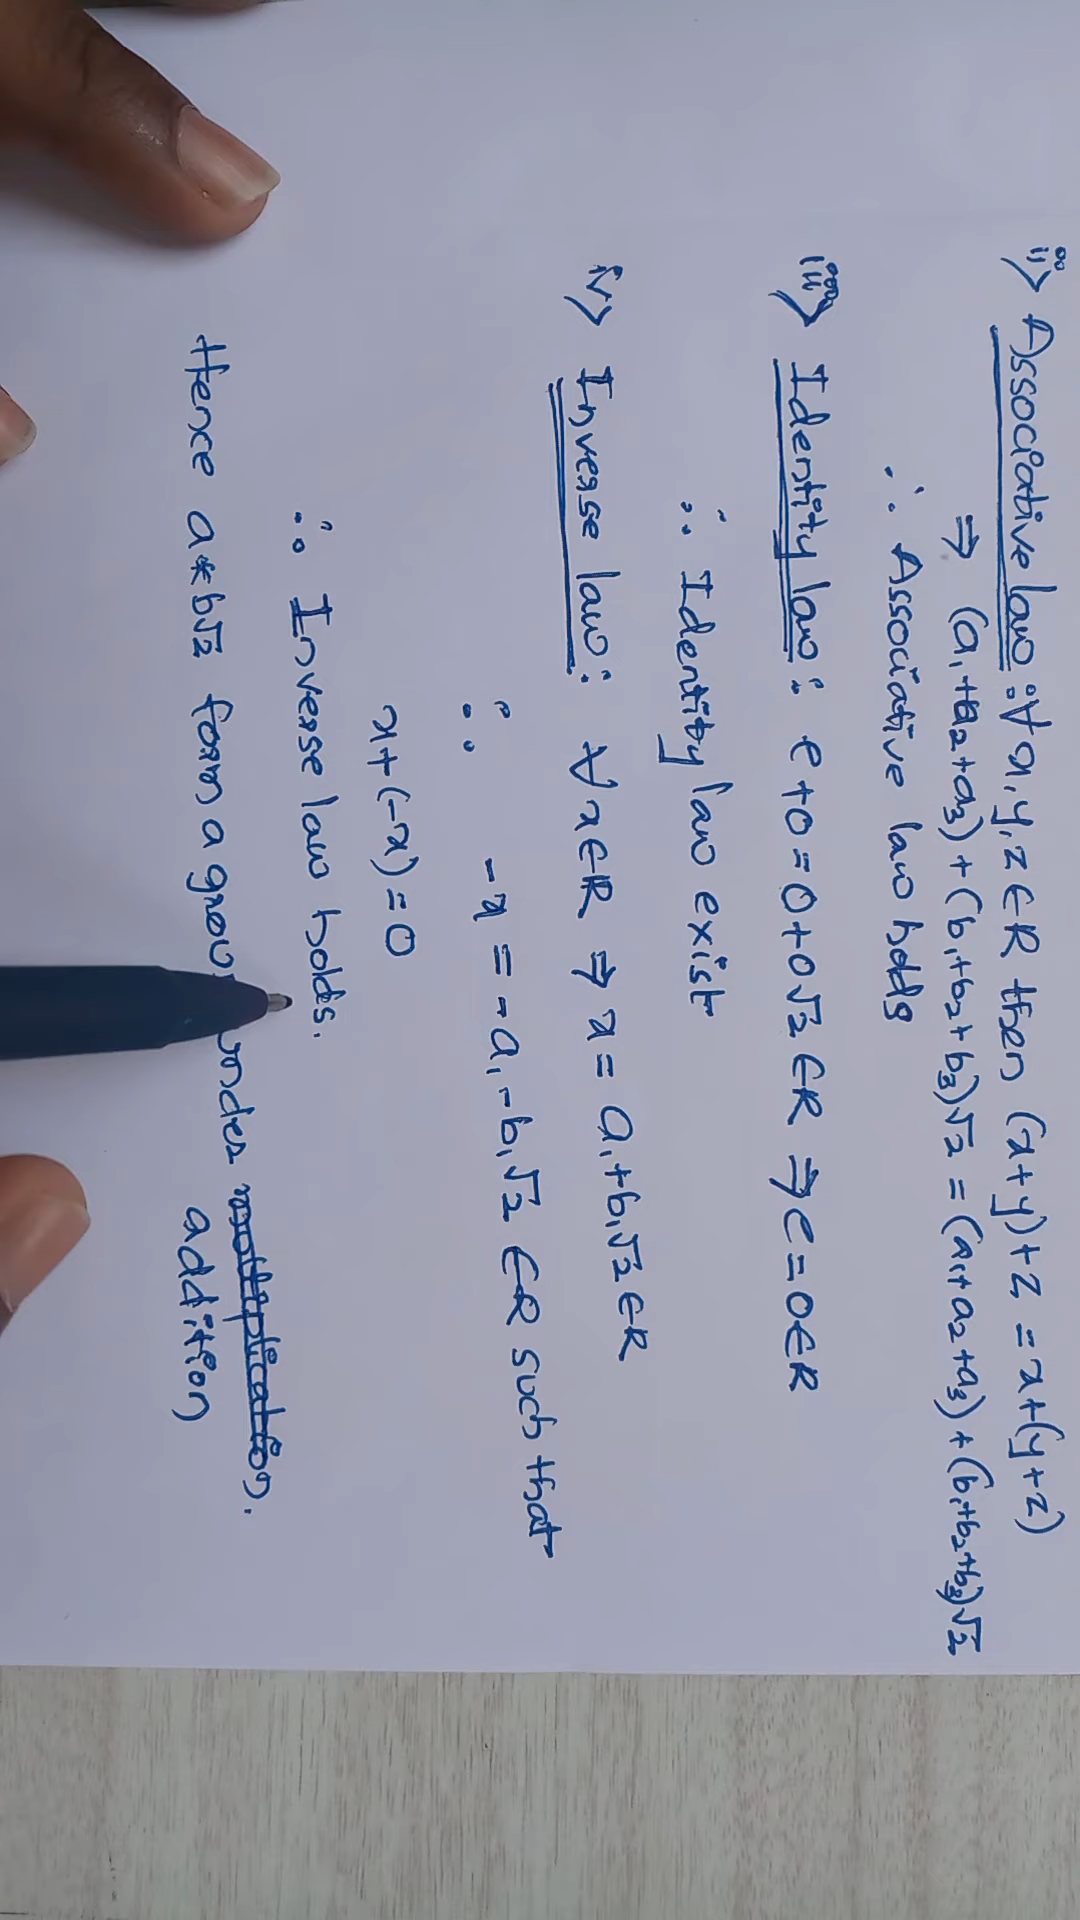 ii> Associative law : ∀ x, y, z ∈ R then (x+y)+z = x+(y+z)
⇒ (a₁+a₂+a₃)+(b₁+b₂+b₃)√2 = (a₁+a₂+a₃)+(b₁+b₂+b₃)√2
∴ Associative law holds
iii> Identity law : e+0=0+0√2 ∈R ⇒ e=0∈R
∴ Identity law exist
iv> Inverse law : ∀ x∈R ⇒ x = a₁+b₁√2 ∈R
∴ -x = -a₁-b₁√2 ∈R such that
x+(-x)=0
∴ Inverse law holds.
Hence a*b√2 form a under multiplication.
addition